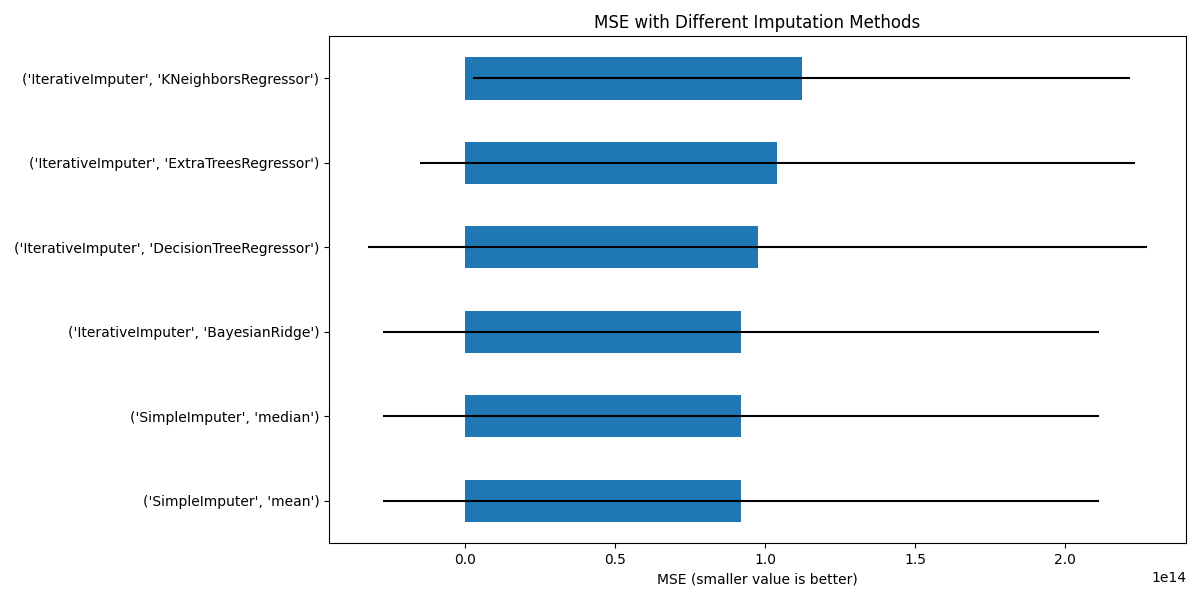 MSE with Different Imputation Methods
('IterativeImputer', 'KNeighborsRegressor')
('IterativeImputer', 'ExtraTreesRegressor')
('IterativeImputer', 'DecisionTreeRegressor')
('IterativeImputer', 'BayesianRidge')
('SimpleImputer', 'median')
('SimpleImputer', 'mean')
0.0 0.5 1.0 1.5 2.0
1e14
MSE (smaller value is better)